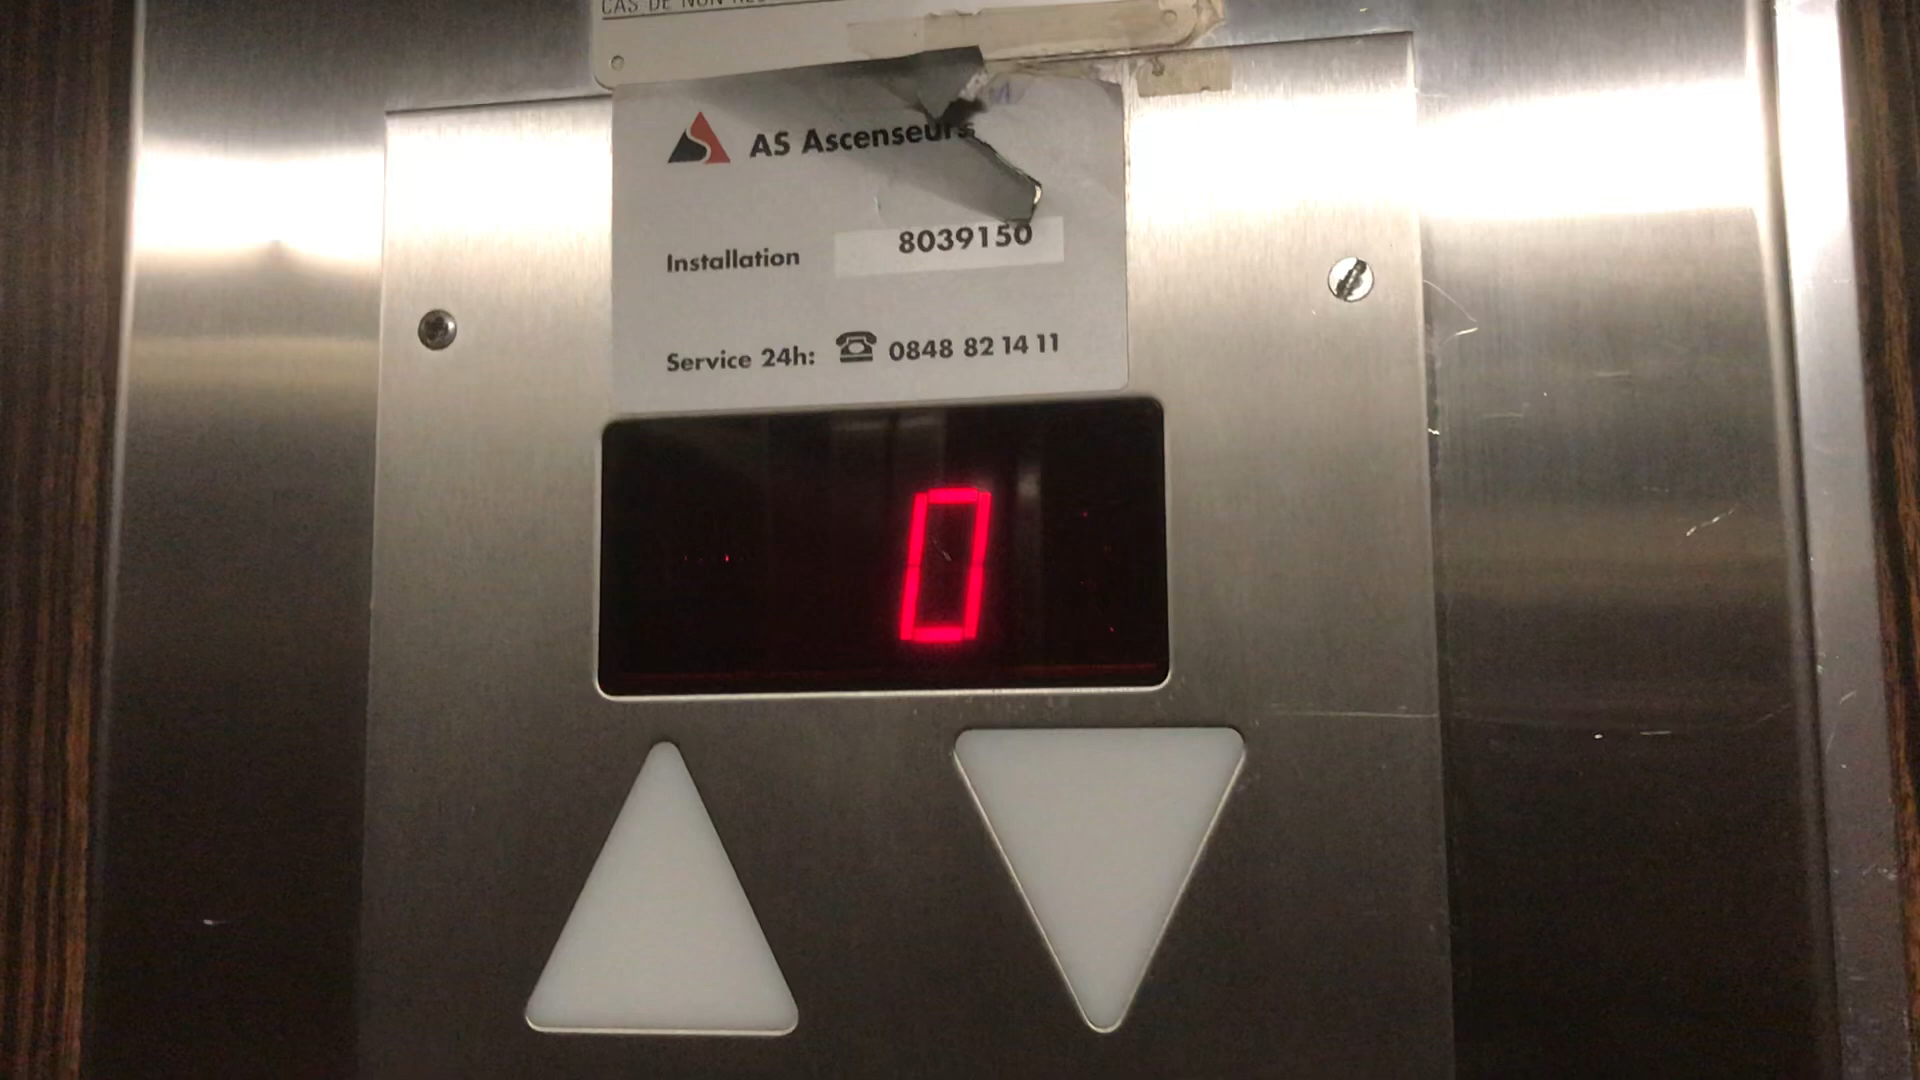 CAS DE NON
AS Ascenseurs
Installation 8039150
Service 24h: 0848 82 14 11
0